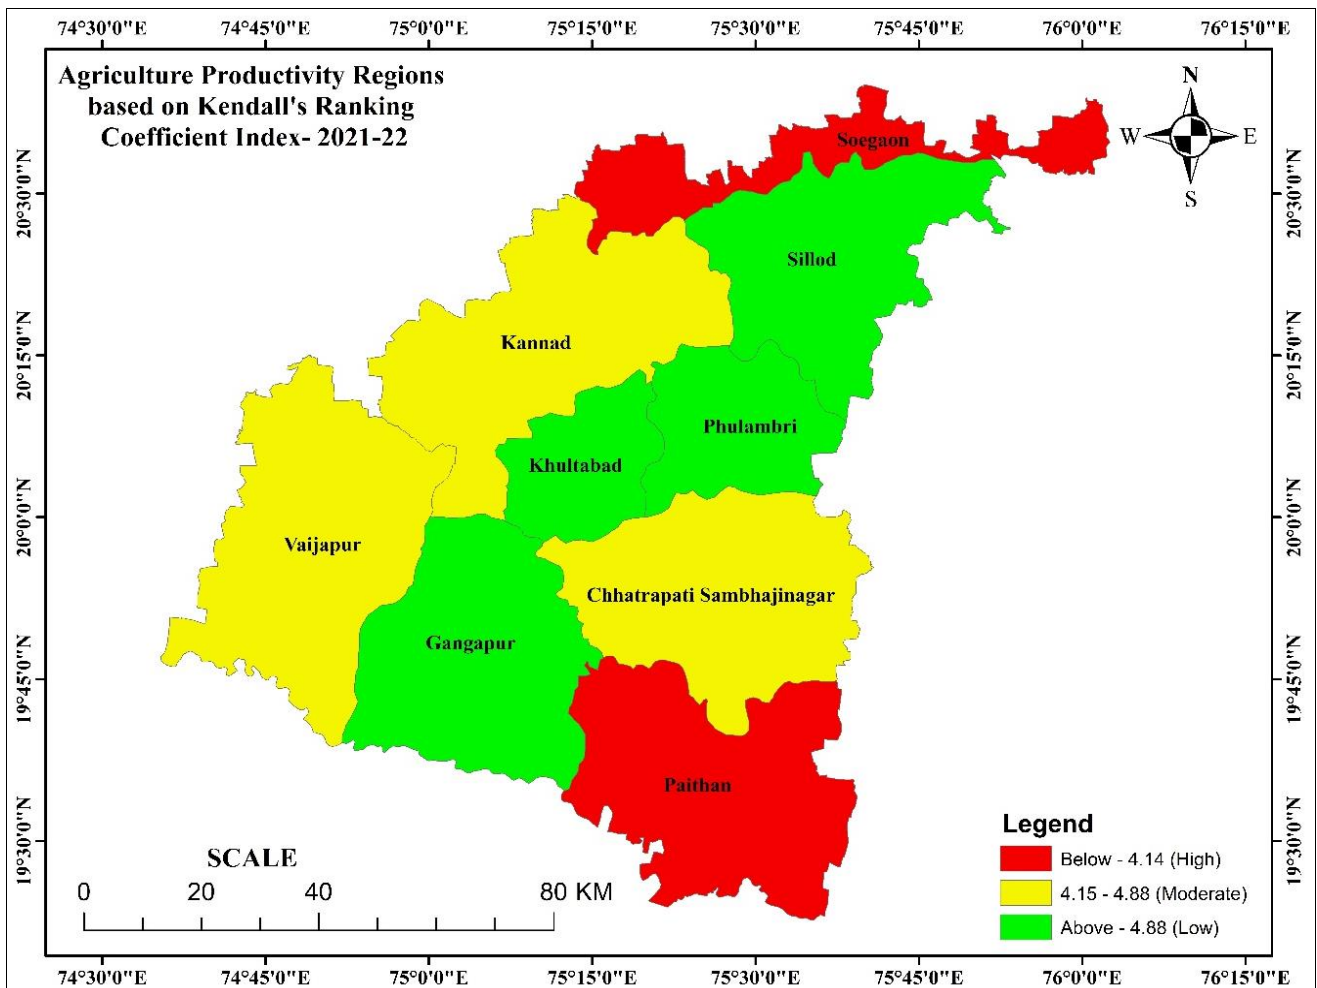 74°30'0"E 74°45'0"E 75°0'0"E 75°15'0"E 75°30'0"E 75°45'0"E 76°0'0"E 76°15'0"E
Agriculture Productivity Regions
based on Kendall's Ranking
Coefficient Index- 2021-22
N
W E
S
20°30'0"N 20°30'0"N
20°15'0"N 20°15'0"N
20°0'0"N 20°0'0"N
19°45'0"N 19°45'0"N
19°30'0"N 19°30'0"N
Soegaon
Sillod
Kannad
Phulambri
Khultabad
Vaijapur
Chhatrapati Sambhajinagar
Gangapur
Paithan
SCALE
0 20 40 80 KM
Legend
Below - 4.14 (High)
4.15 - 4.88 (Moderate)
Above - 4.88 (Low)
74°30'0"E 74°45'0"E 75°0'0"E 75°15'0"E 75°30'0"E 75°45'0"E 76°0'0"E 76°15'0"E